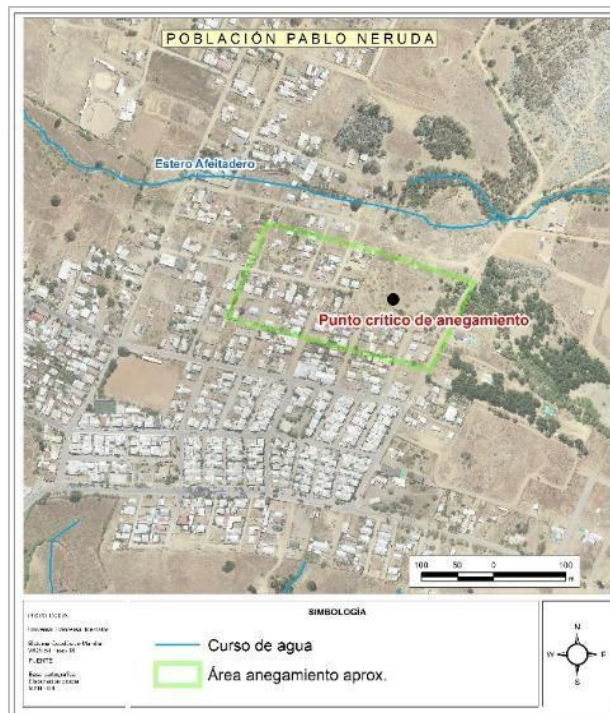 POBLACIÓN PABLO NERUDA
Estero Afeitadero
Punto crítico de anegamiento
100 50 0 100
m
SIMBOLOGÍA
FUENTE
Curso de agua
Área anegamiento aprox.
N
W E
S